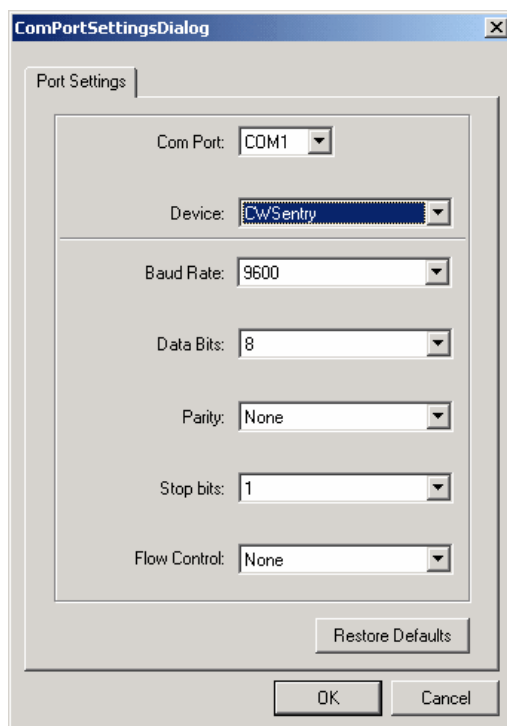 ComPortSettingsDialog
Port Settings
Com Port: COM1
Device: CWSentry
Baud Rate: 9600
Data Bits: 8
Parity: None
Stop bits: 1
Flow Control: None
Restore Defaults
OK Cancel